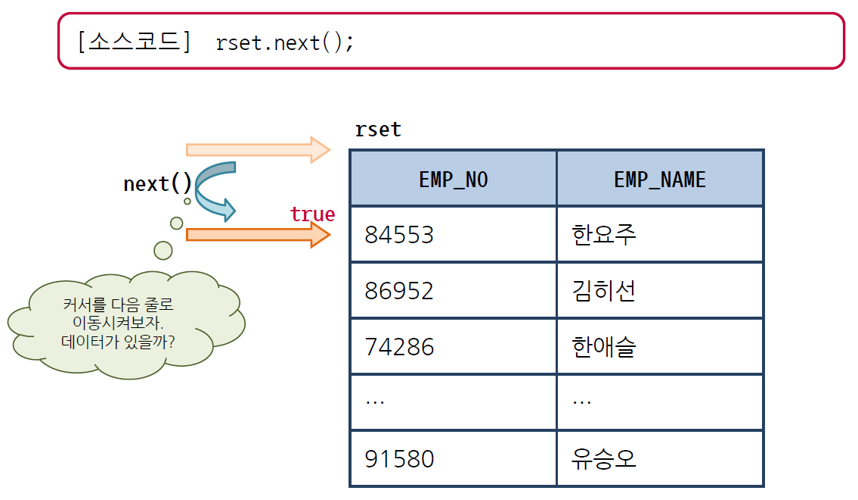 [소스코드] rset.next();
rset
next()
true
커서를 다음 줄로
이동시켜보자.
데이터가 있을까?
EMP_NO EMP_NAME
84553 한요주
86952 김히선
74286 한애슬
… …
91580 유승오